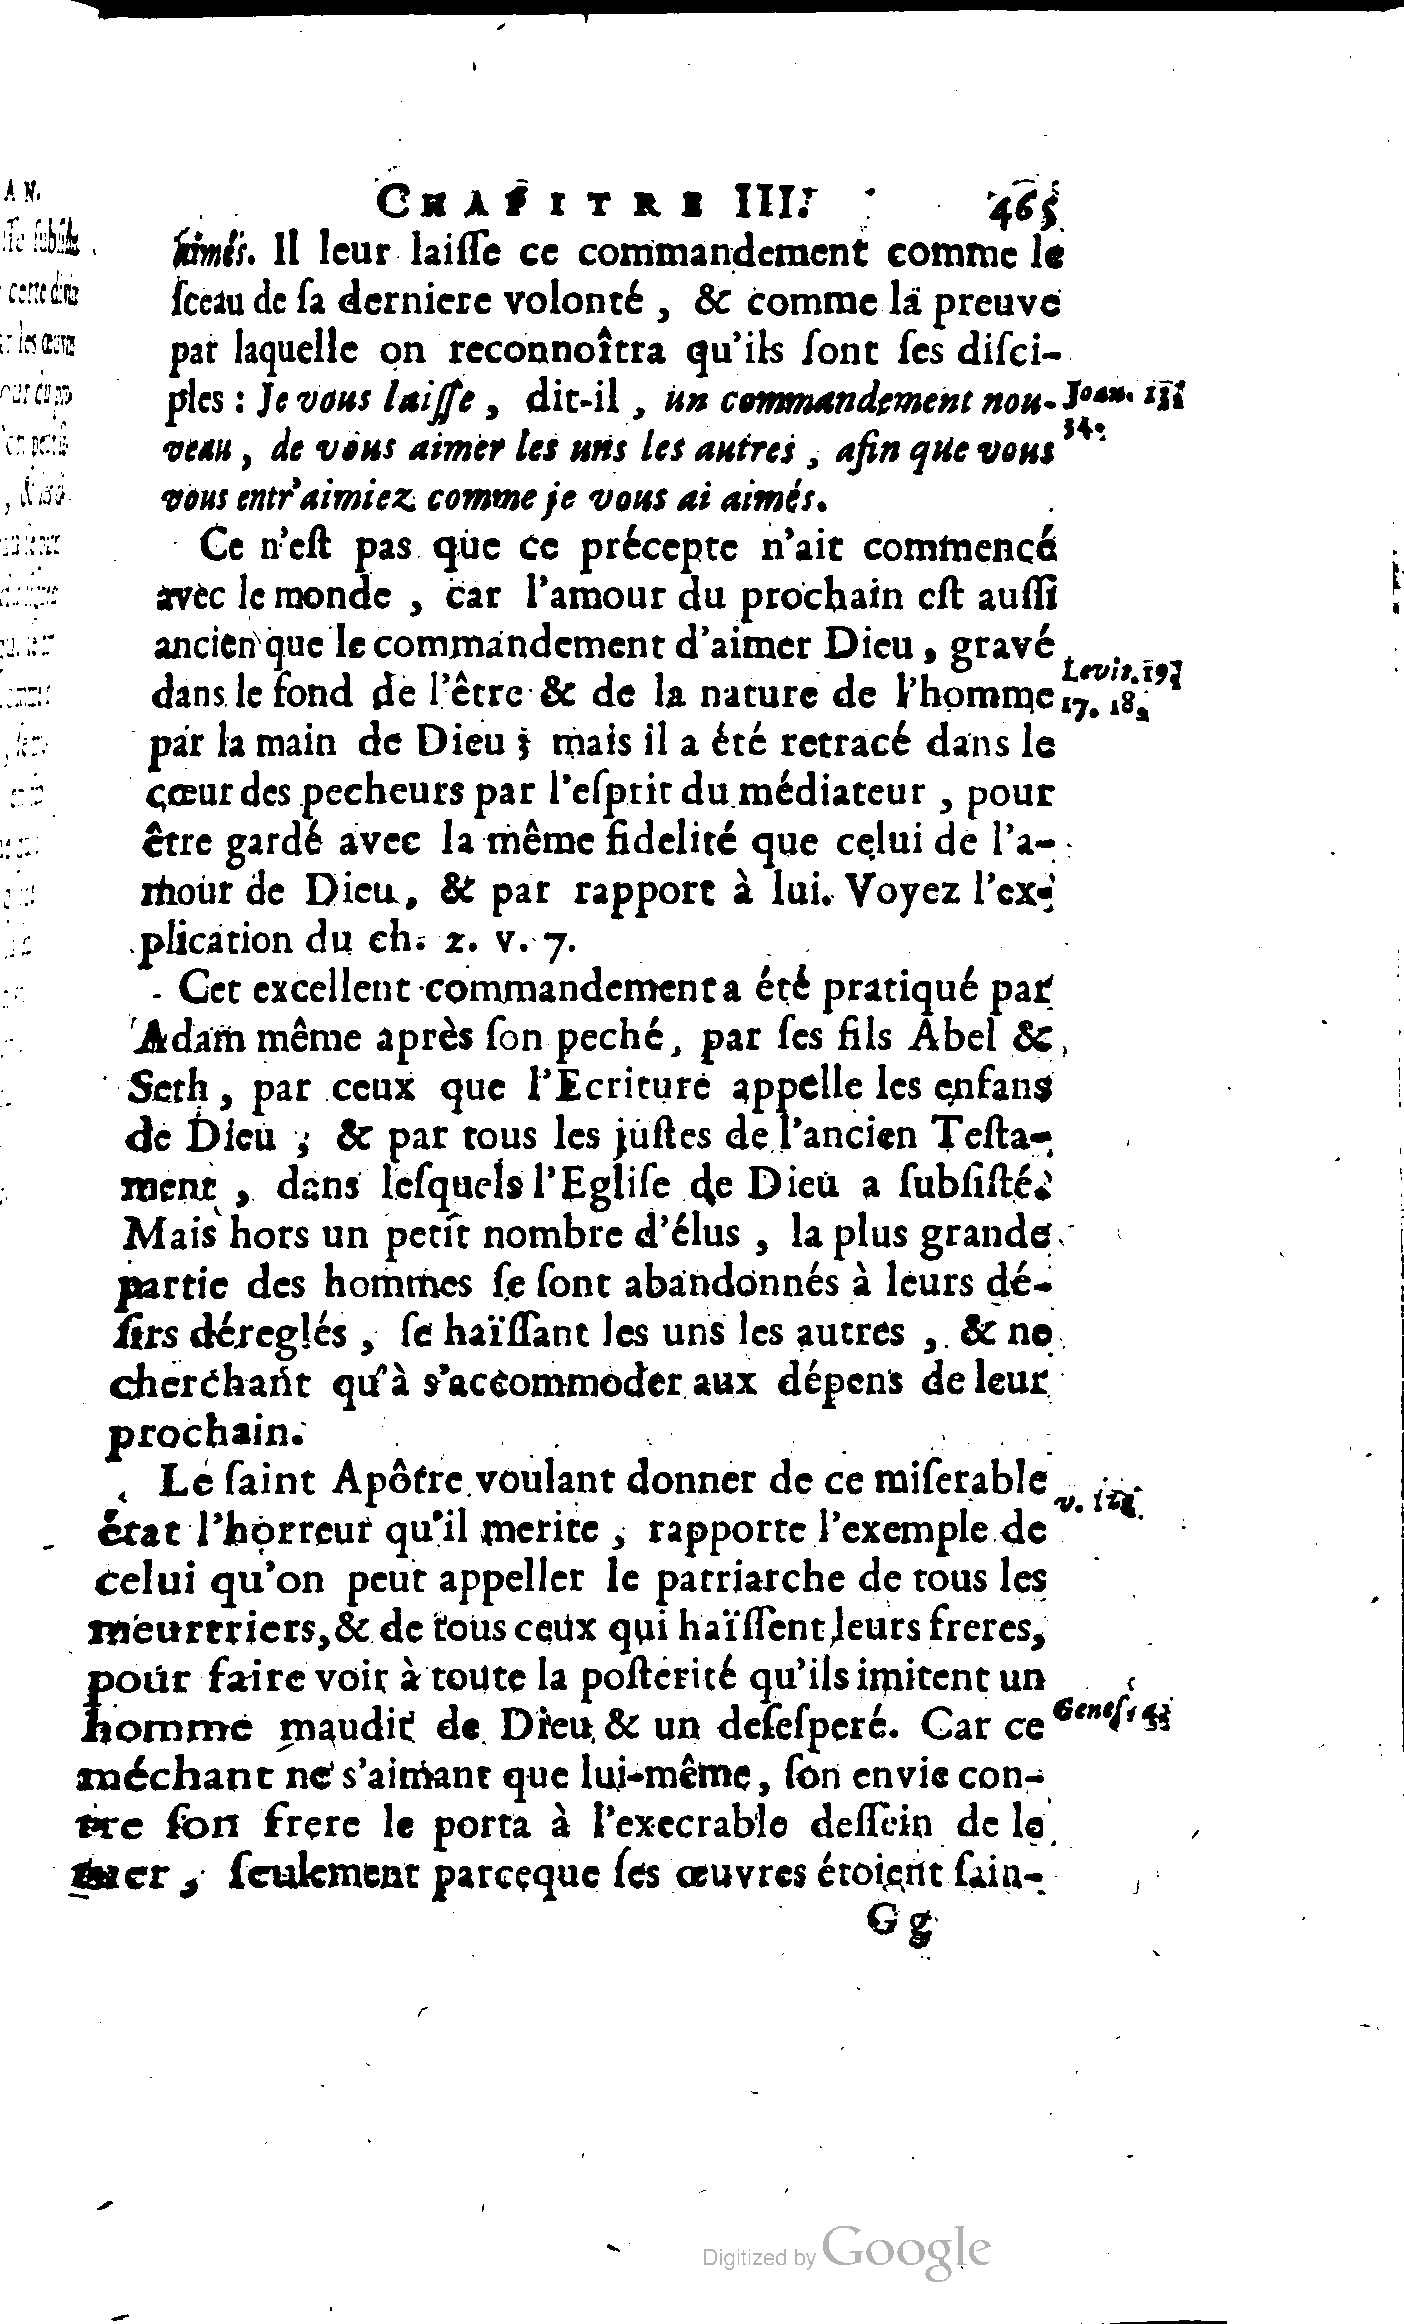 CHAPITRE III. 465
aimés. Il leur laiſſe ce commandement comme le
ſceau de ſa derniere volonté, & comme la preuve
par laquelle on reconnoîtra qu'ils ſont ſes diſci-
ples : Je vous laiſſe, dit-il, un commandement nou-
Joan.
34.
veau, de vous aimer les uns les autres, afin que vous
vous entr'aimiez comme je vous ai aimés.
Ce n'eſt pas que ce précepte n'ait commencé
avec le monde, car l'amour du prochain eſt auſſi
ancien que le commandement d'aimer Dieu, gravé
Levit. 19.
17. 18.
dans le fond de l'être & de la nature de l'homme
par la main de Dieu ; mais il a été retracé dans le
cœur des pecheurs par l'eſprit du médiateur, pour
être gardé avec la même fidelité que celui de l'a-
mour de Dieu, & par rapport à lui. Voyez l'ex-
plication du ch. 2. v. 7.
Cet excellent commandement a été pratiqué par
Adam même après ſon peché, par ſes fils Abel &
Seth, par ceux que l'Ecriture appelle les enfans
de Dieu ; & par tous les juſtes de l'ancien Teſta-
ment, dans leſquels l'Egliſe de Dieu a ſubſiſté.
Mais hors un petit nombre d'élus, la plus grande
partie des hommes ſe ſont abandonnés à leurs dé-
ſirs déreglés, ſe haïſſant les uns les autres, & ne
cherchant qu'à s'accommoder aux dépens de leur
prochain.
Le ſaint Apôtre voulant donner de ce miſerable
v. 12.
état l'horreur qu'il merite, rapporte l'exemple de
celui qu'on peut appeller le patriarche de tous les
meurtriers, & de tous ceux qui haïſſent leurs freres,
pour faire voir à toute la poſterité qu'ils imitent un
homme maudit de Dieu & un deſeſperé. Car ce
Geneſ.
méchant ne s'aimant que lui-même, ſon envie con-
tre ſon frere le porta à l'execrable deſſein de le
tuer, ſeulement parceque ſes œuvres étoient ſain-
Gg
Digitized by Google